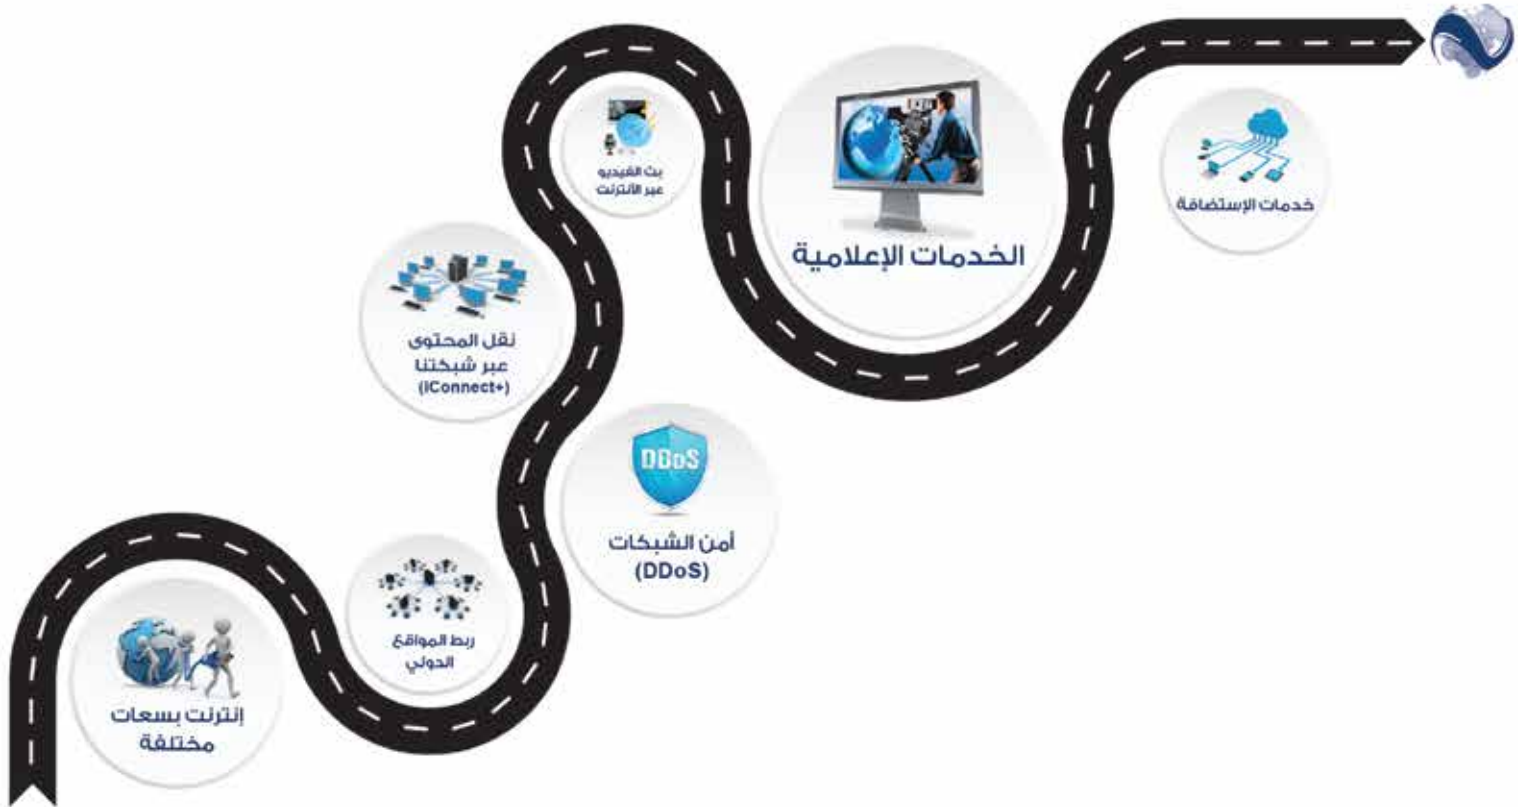 خدمات الإستضافة
الخدمات الإعلامية
بث الفيديو
عبر الأنترنت
نقل المحتوى
عبر شبكتنا
(iConnect+)
DDoS
أمن الشبكات
(DDoS)
ربط المواقع
الدولي
إنترنت بسعات
مختلفة